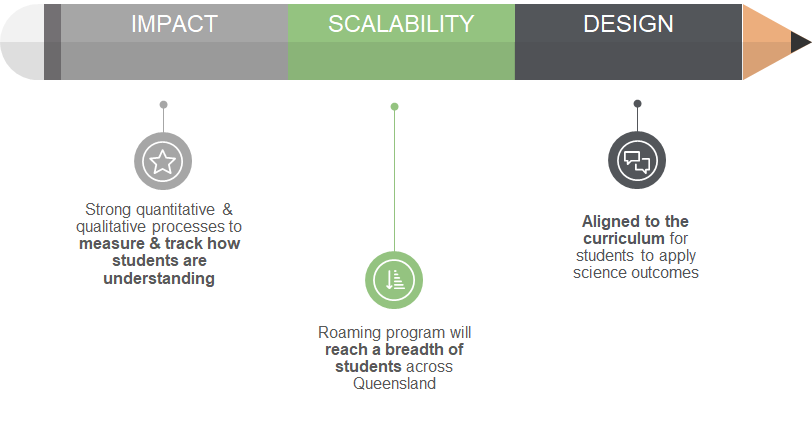 IMPACT
SCALABILITY
DESIGN
Strong quantitative &
qualitative processes to
measure & track how
students are
understanding
Roaming program will
reach a breadth of
students across
Queensland
Aligned to the
curriculum for
students to apply
science outcomes